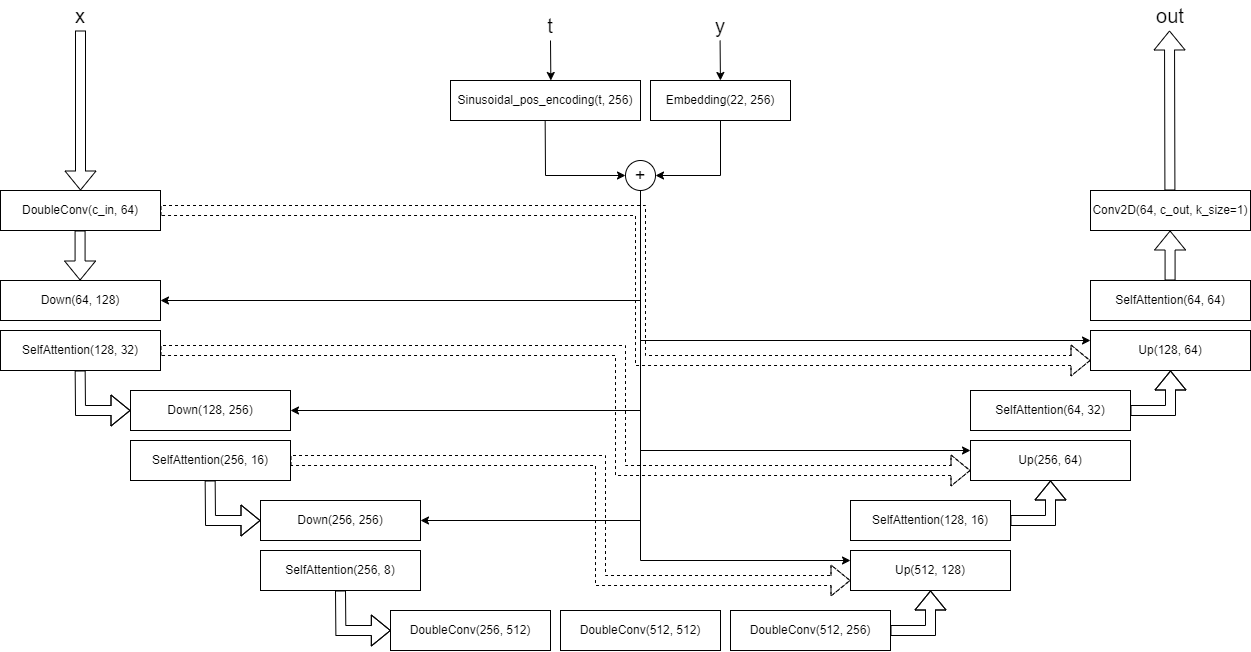 x
t
y
out
Sinusoidal_pos_encoding(t, 256)
Embedding(22, 256)
+
DoubleConv(c_in, 64)
Conv2D(64, c_out, k_size=1)
Down(64, 128)
SelfAttention(64, 64)
SelfAttention(128, 32)
Up(128, 64)
Down(128, 256)
SelfAttention(64, 32)
SelfAttention(256, 16)
Up(256, 64)
Down(256, 256)
SelfAttention(128, 16)
SelfAttention(256, 8)
Up(512, 128)
DoubleConv(256, 512)
DoubleConv(512, 512)
DoubleConv(512, 256)